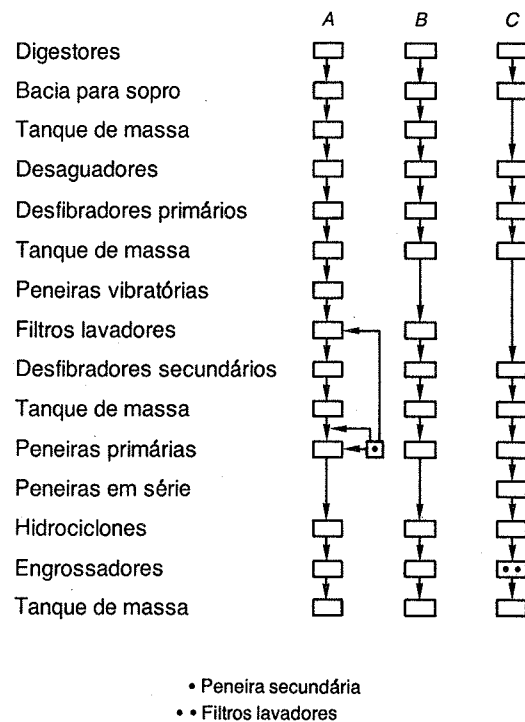 A B C
Digestores
Bacia para sopro
Tanque de massa
Desaguadores
Desfibradores primários
Tanque de massa
Peneiras vibratórias
Filtros lavadores
Desfibradores secundários
Tanque de massa
Peneiras primárias
Peneiras em série
Hidrociclones
Engrossadores
Tanque de massa
• Peneira secundária
• • Filtros lavadores